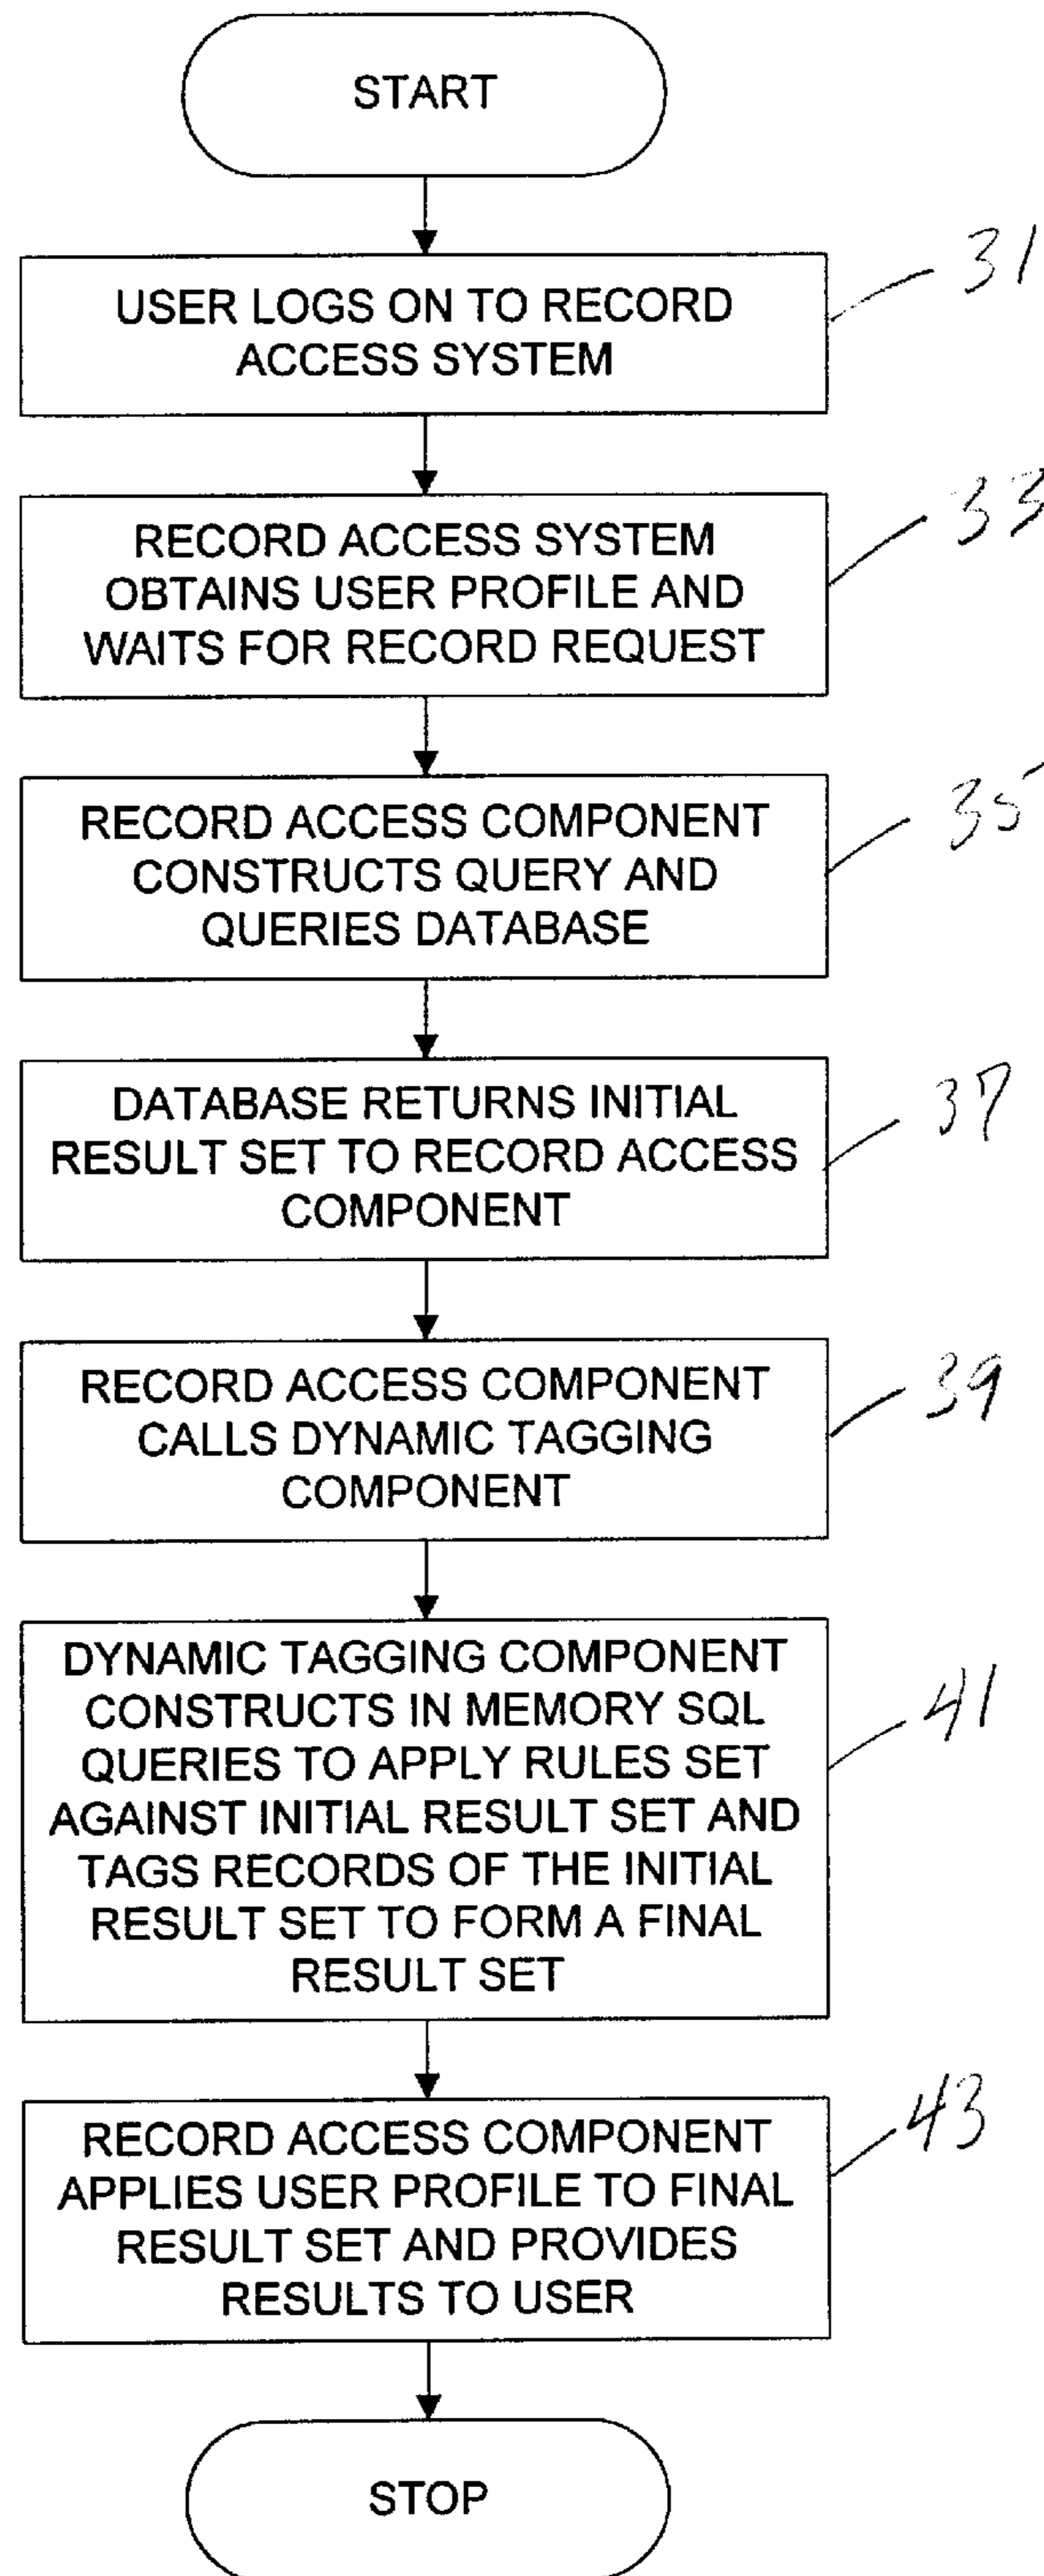 START
USER LOGS ON TO RECORD
ACCESS SYSTEM
31
RECORD ACCESS SYSTEM
OBTAINS USER PROFILE AND
WAITS FOR RECORD REQUEST
33
RECORD ACCESS COMPONENT
CONSTRUCTS QUERY AND
QUERIES DATABASE
35
DATABASE RETURNS INITIAL
RESULT SET TO RECORD ACCESS
COMPONENT
37
RECORD ACCESS COMPONENT
CALLS DYNAMIC TAGGING
COMPONENT
39
DYNAMIC TAGGING COMPONENT
CONSTRUCTS IN MEMORY SQL
QUERIES TO APPLY RULES SET
AGAINST INITIAL RESULT SET AND
TAGS RECORDS OF THE INITIAL
RESULT SET TO FORM A FINAL
RESULT SET
41
RECORD ACCESS COMPONENT
APPLIES USER PROFILE TO FINAL
RESULT SET AND PROVIDES
RESULTS TO USER
43
STOP